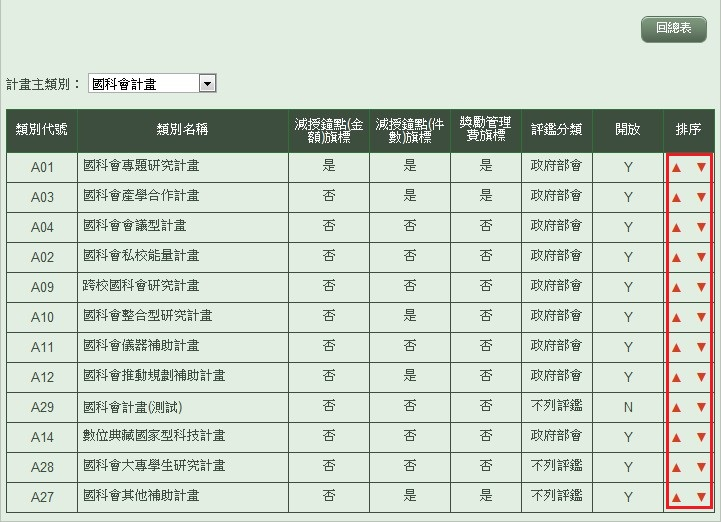 回總表
計畫主類別： 國科會計畫
類別代號 類別名稱 減授鐘點(金額)旗標 減授鐘點(件數)旗標 獎勵管理費旗標 評鑑分類 開放 排序
A01 國科會專題研究計畫 是 是 是 政府部會 Y ▲ ▼
A03 國科會產學合作計畫 否 是 是 政府部會 Y ▲ ▼
A04 國科會會議型計畫 否 否 否 政府部會 Y ▲ ▼
A02 國科會私校能量計畫 否 否 否 政府部會 Y ▲ ▼
A09 跨校國科會研究計畫 否 否 否 政府部會 Y ▲ ▼
A10 國科會整合型研究計畫 否 是 否 政府部會 Y ▲ ▼
A11 國科會儀器補助計畫 否 否 否 政府部會 Y ▲ ▼
A12 國科會推動規劃補助計畫 否 是 否 政府部會 Y ▲ ▼
A29 國科會計畫(測試) 否 否 否 不列評鑑 N ▲ ▼
A14 數位典藏國家型科技計畫 否 否 否 政府部會 Y ▲ ▼
A28 國科會大專學生研究計畫 否 否 否 不列評鑑 Y ▲ ▼
A27 國科會其他補助計畫 否 是 是 不列評鑑 Y ▲ ▼